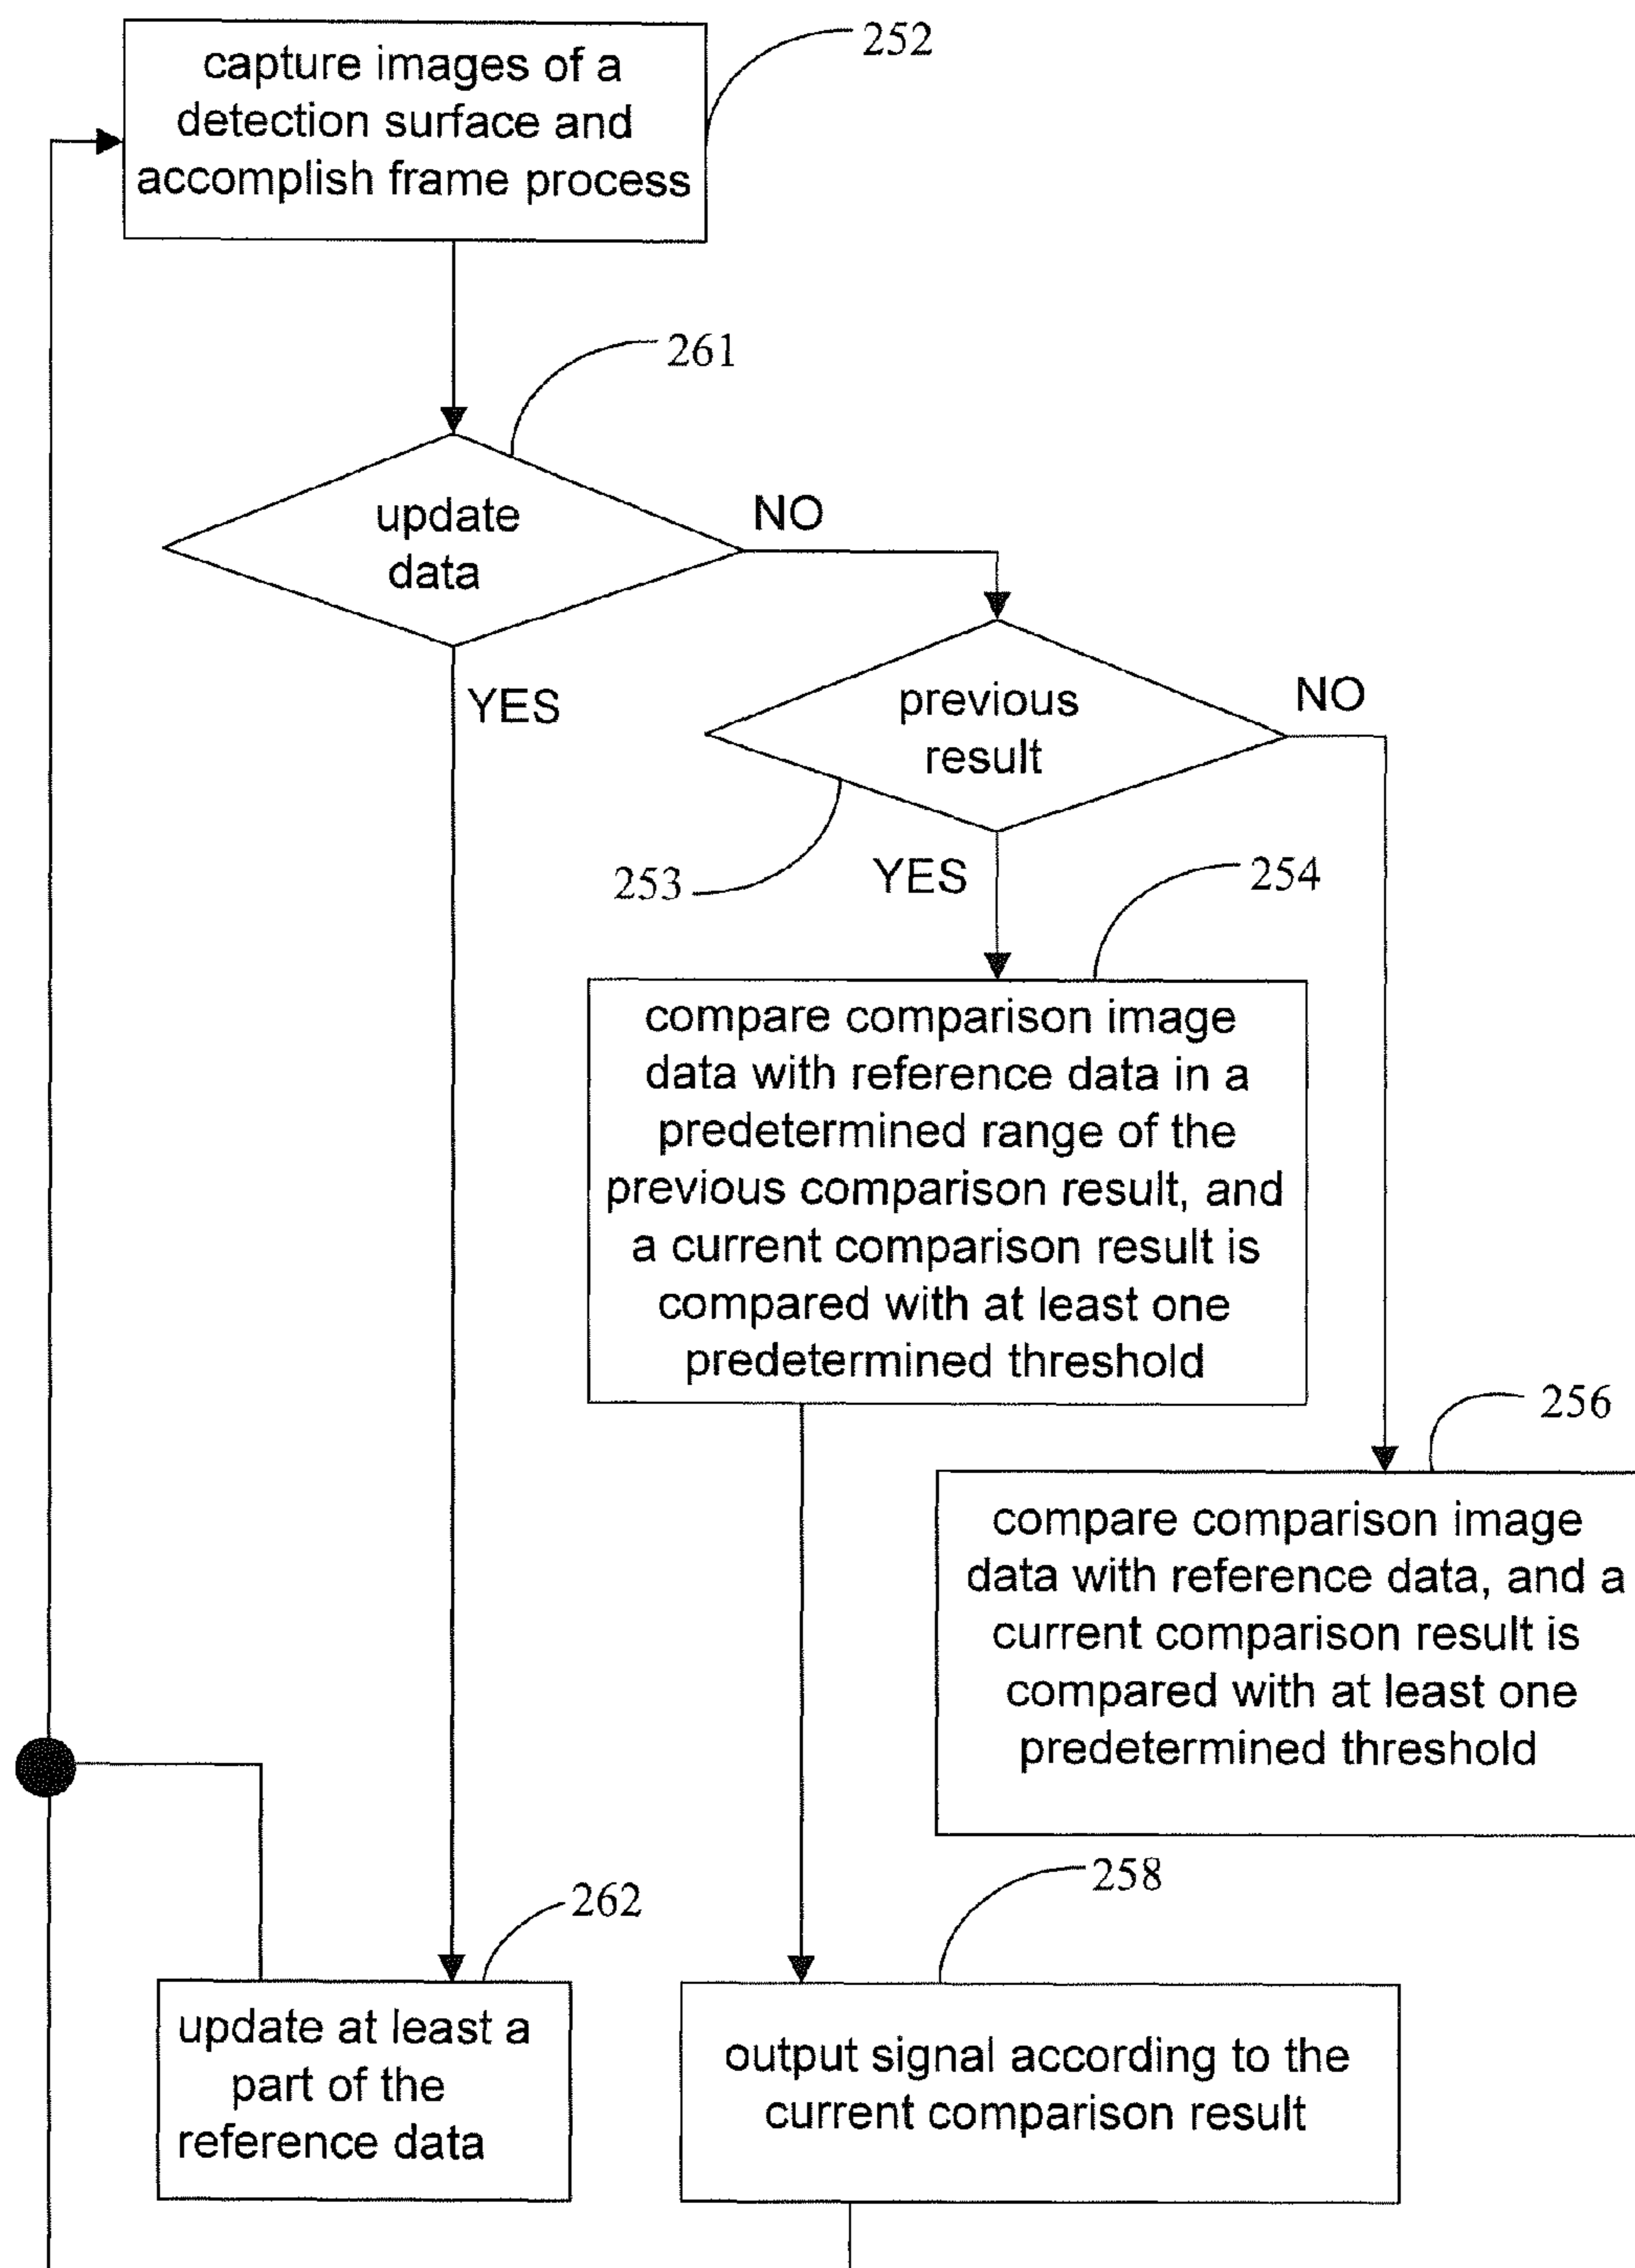 252
capture images of a
detection surface and
accomplish frame process
261
update
data
NO
YES
previous
result
NO
253
YES
254
compare comparison image
data with reference data in a
predetermined range of the
previous comparison result, and
a current comparison result is
compared with at least one
predetermined threshold
256
compare comparison image
data with reference data, and a
current comparison result is
compared with at least one
predetermined threshold
262
update at least a
part of the
reference data
258
output signal according to the
current comparison result